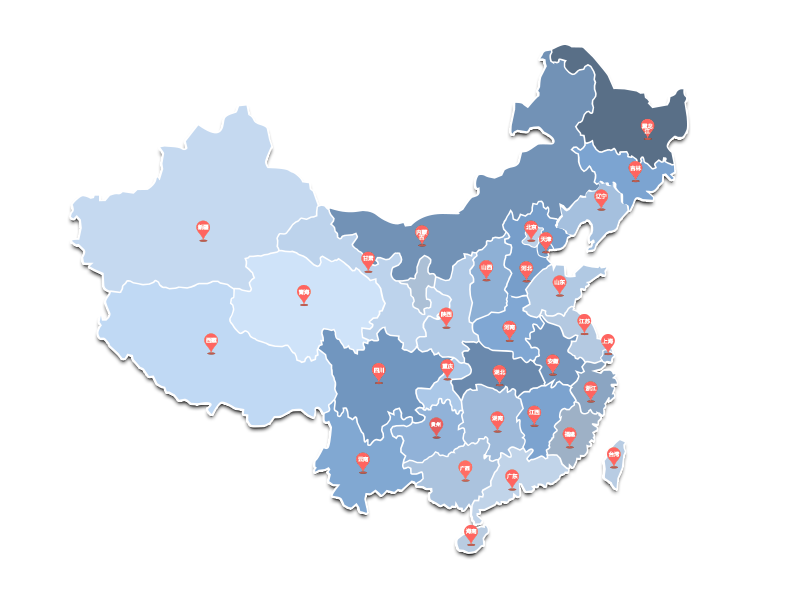 黑龙
江
吉林
辽宁
新疆
内蒙
古
北京
天津
甘肃
山西
河北
青海
山东
陕西
江苏
河南
西藏
上海
四川
重庆
湖北
安徽
浙江
江西
湖南
贵州
福建
云南
广西
广东
台湾
海南